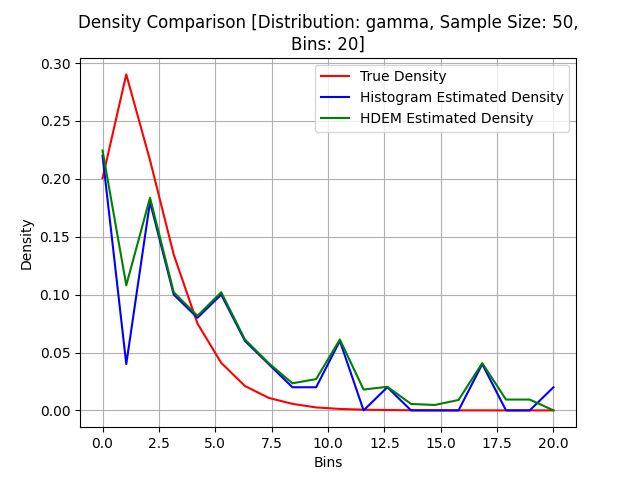 Density Comparison [Distribution: gamma, Sample Size: 50,
Bins: 20]
True Density
Histogram Estimated Density
HDEM Estimated Density
Density
0.30
0.25
0.20
0.15
0.10
0.05
0.00
0.0 2.5 5.0 7.5 10.0 12.5 15.0 17.5 20.0
Bins